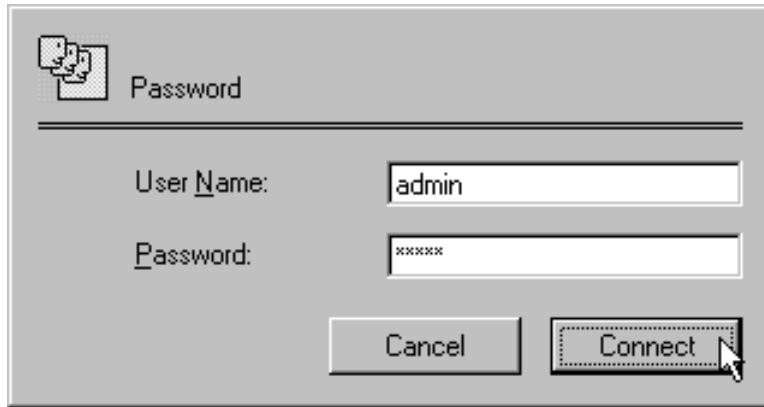 Password
User Name: admin
Password: *****
Cancel Connect